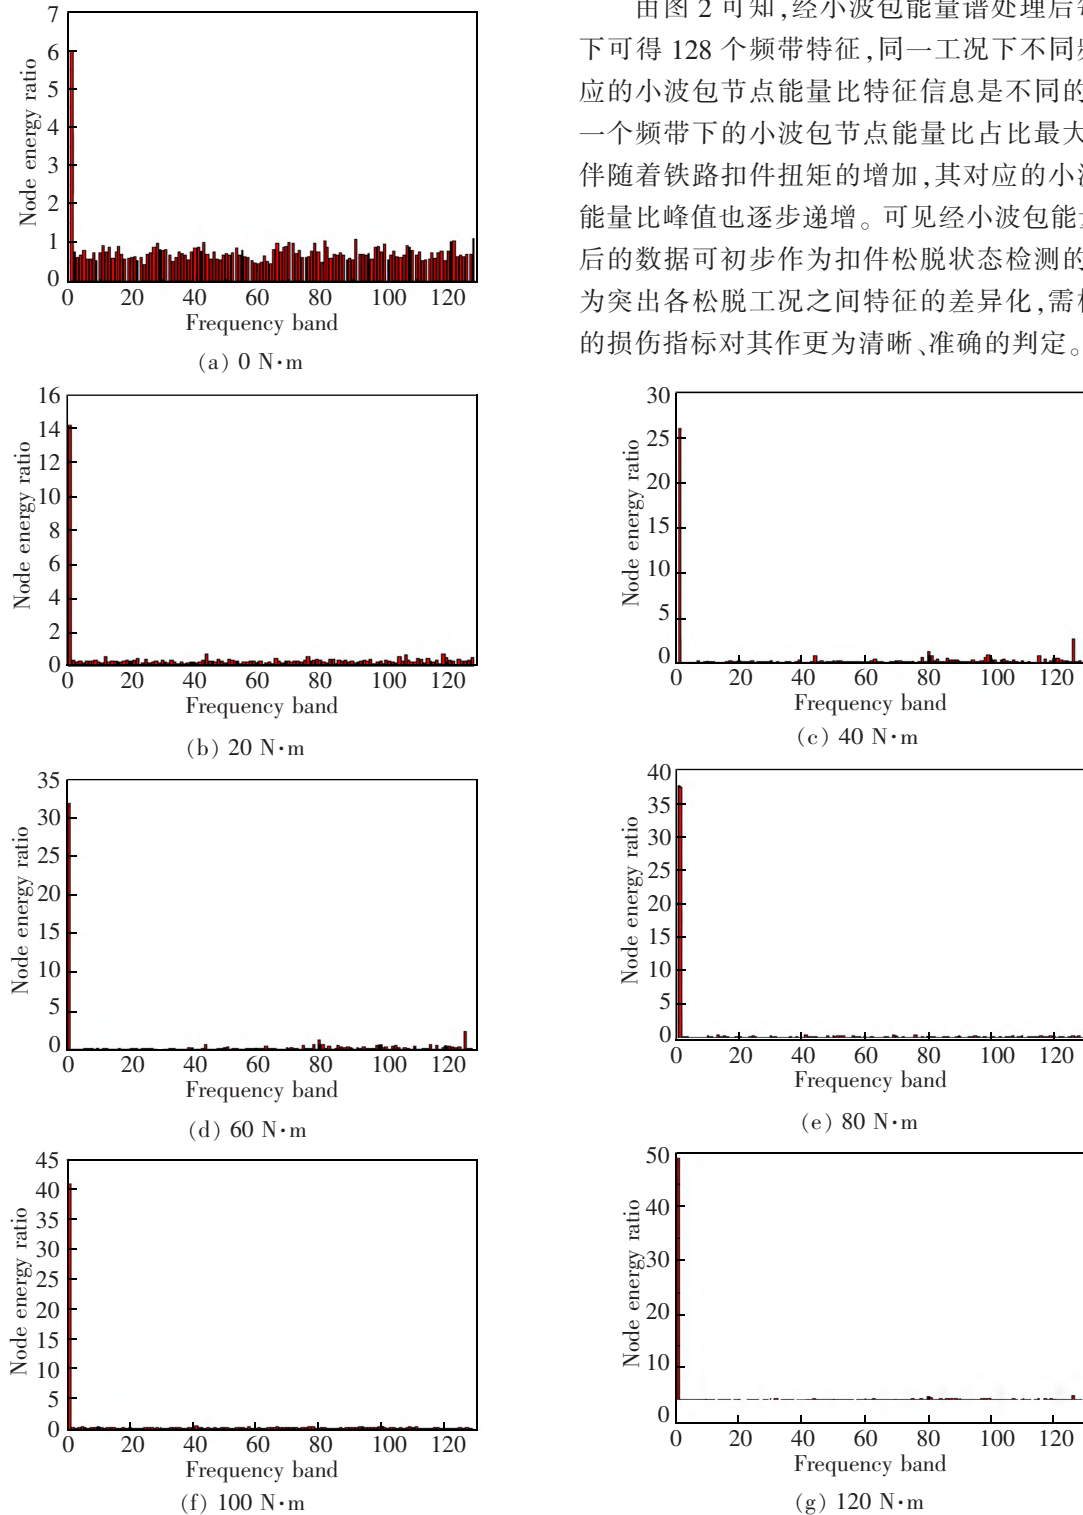 由图 2 可知,经小波包能量谱处理后
下可得 128 个频带特征,同一工况下不同
应的小波包节点能量比特征信息是不同的
一个频带下的小波包节点能量比占比最大
伴随着铁路扣件扭矩的增加,其对应的小
能量比峰值也逐步递增。可见经小波包能
后的数据可初步作为扣件松脱状态检测的
为突出各松脱工况之间特征的差异化,需
的损伤指标对其作更为清晰、准确的判定。
7
6
5
4
3
2
1
0
Node energy ratio
0 20 40 60 80 100 120
Frequency band
(a) 0 N·m
16
14
12
10
8
6
4
2
0
Node energy ratio
0 20 40 60 80 100 120
Frequency band
(b) 20 N·m
30
25
20
15
10
5
0
Node energy ratio
0 20 40 60 80 100 120
Frequency band
(c) 40 N·m
35
30
25
20
15
10
5
0
Node energy ratio
0 20 40 60 80 100 120
Frequency band
(d) 60 N·m
40
35
30
25
20
15
10
5
0
Node energy ratio
0 20 40 60 80 100 120
Frequency band
(e) 80 N·m
45
40
35
30
25
20
15
10
5
0
Node energy ratio
0 20 40 60 80 100 120
Frequency band
(f) 100 N·m
50
40
30
20
10
0
Node energy ratio
0 20 40 60 80 100 120
Frequency band
(g) 120 N·m